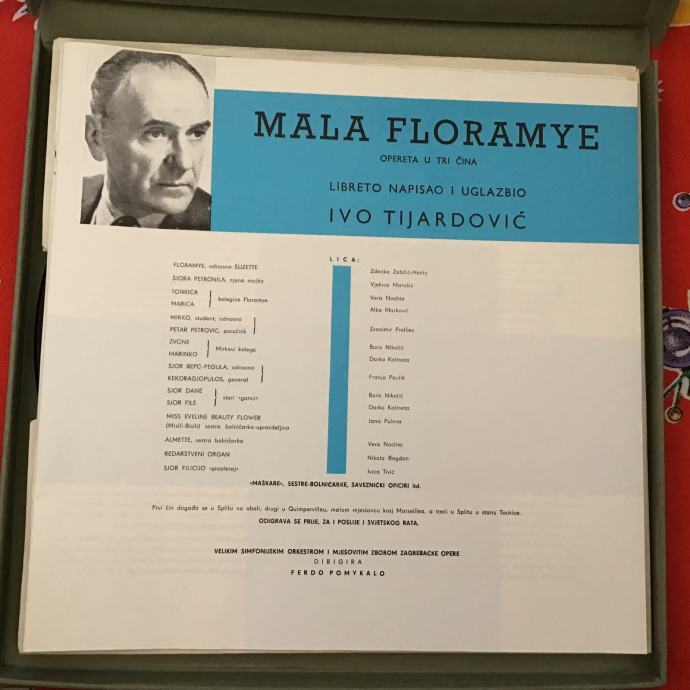 MALA FLORAMYE
OPERETA U TRI ČINA
LIBRETO NAPISAO I UGLAZBIO
IVO TIJARDOVIĆ
LICA:
FLORAMYE, odnosno SUZETTE Zdenka Žabčić-Hesky
SJORA PETRONILA, njena majka Vjekica Marušić
TONKICA Vera Nochta
MARICA } kolegice Floramye Alka Marković
MIRKO, student, odnosno
PETAR PETROVIĆ, poručnik } Zvonimir Prelčec
ZVONE Boris Nikolić
MARINKO } Mirkovi kolege Darko Kolmota
SJOR BEPO-PEGULA, odnosno
KEKORAGJOPULOS, general } Franjo Paulik
SJOR DANE Boris Nikolić
SJOR FILE } stari »ganci« Darko Kolmota
MISS EVELINE BEAUTY FLOWER Jana Puleva
(Misili-Bisli) sestra bolničarka-upraviteljica
ALMETTE, sestra bolničarka Vera Nochta
REDARSTVENI ORGAN Nikola Bogdan
SJOR FILICIJO »picaferaj« Ivica Tivić
»MAŠKARE«, SESTRE-BOLNIČARKE, SAVEZNIČKI OFICIRI itd.
Prvi čin događa se u Splitu na obali, drugi u Quimpervilleu, malom mjestancu kraj Marseillea, a treći u Splitu u stanu Tonkice.
ODIGRAVA SE PRIJE, ZA I POSLIJE I SVJETSKOG RATA.
VELIKIM SIMFONIJSKIM ORKESTROM I MJEŠOVITIM ZBOROM ZAGREBAČKE OPERE
DIRIGIRA
FERDO POMYKALO